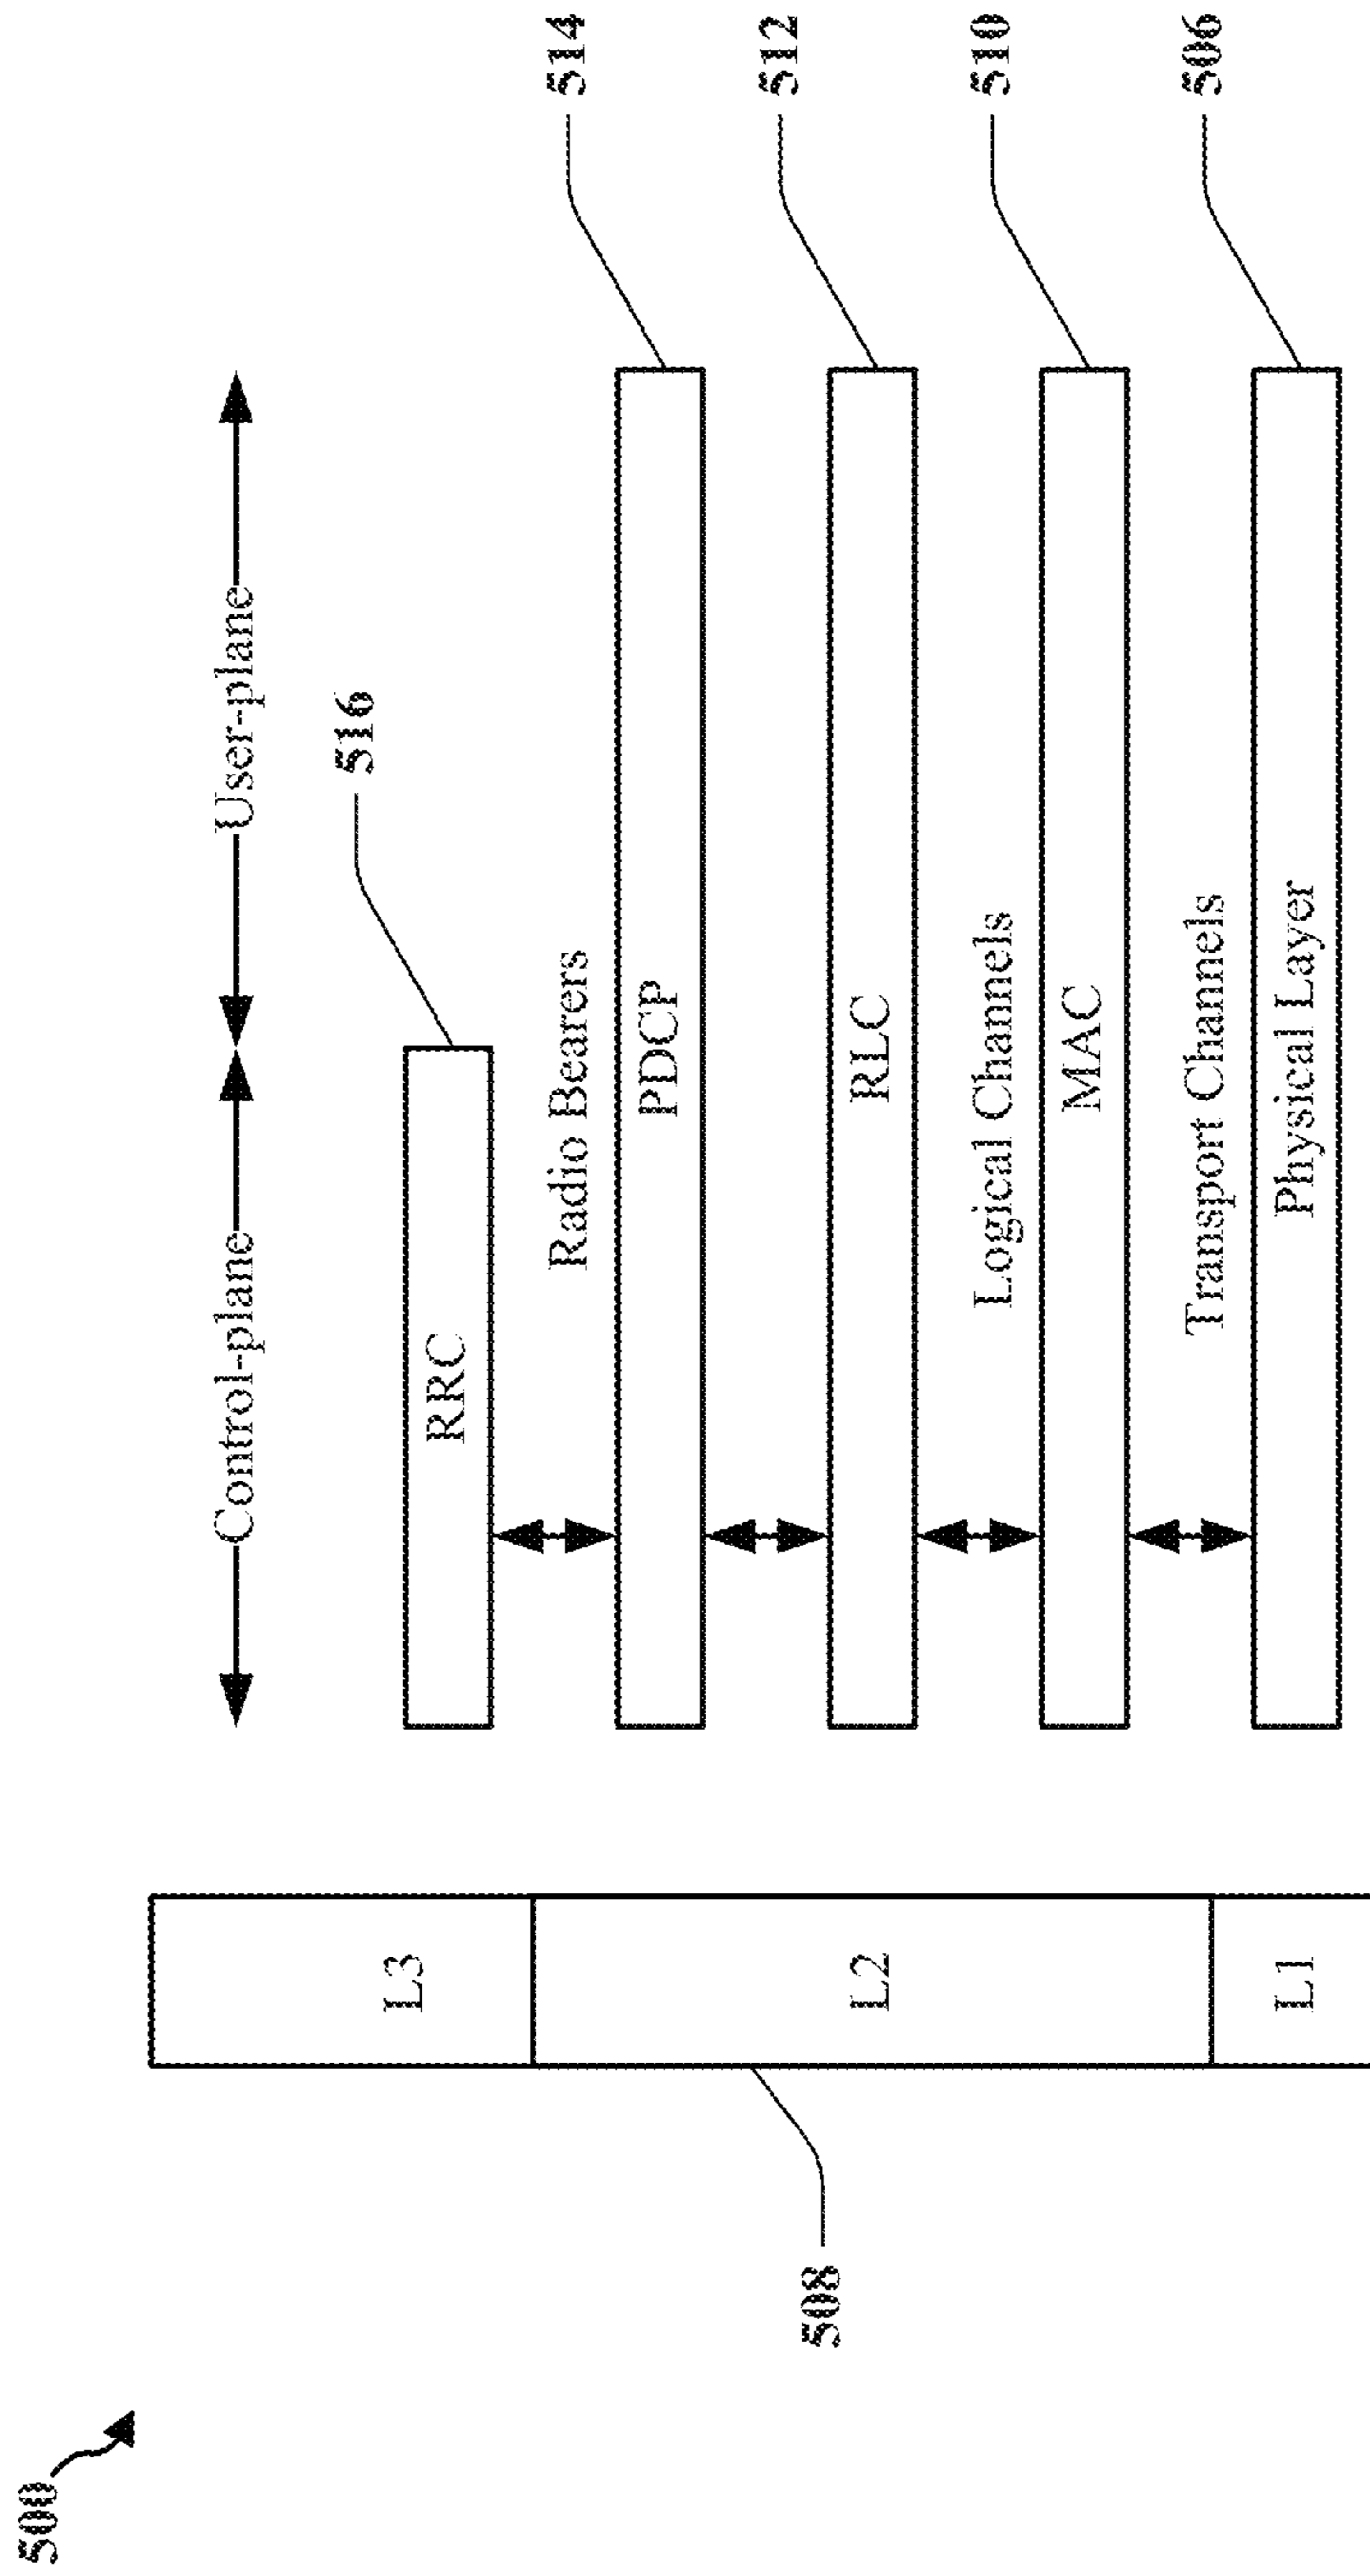 500
Control-plane User-plane
516
RRC
Radio Bearers
514
PDCP
L3
512
RLC
L2
508
Logical Channels
510
MAC
Transport Channels
506
Physical Layer
L1